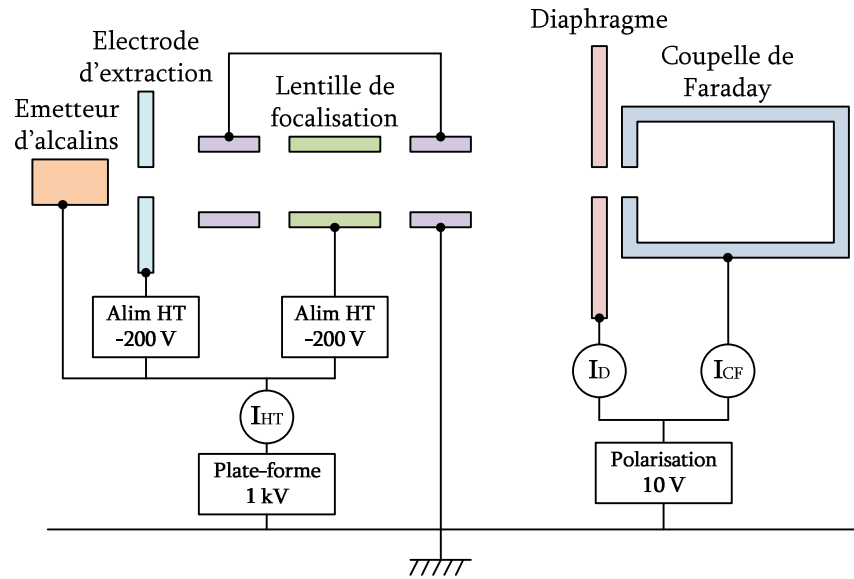 Diaphragme
Electrode
d'extraction
Coupelle de
Faraday
Lentille de
focalisation
Emetteur
d'alcalins
Alim HT
-200 V
Alim HT
-200 V
ID
ICF
IHT
Plate-forme
1 kV
Polarisation
10 V